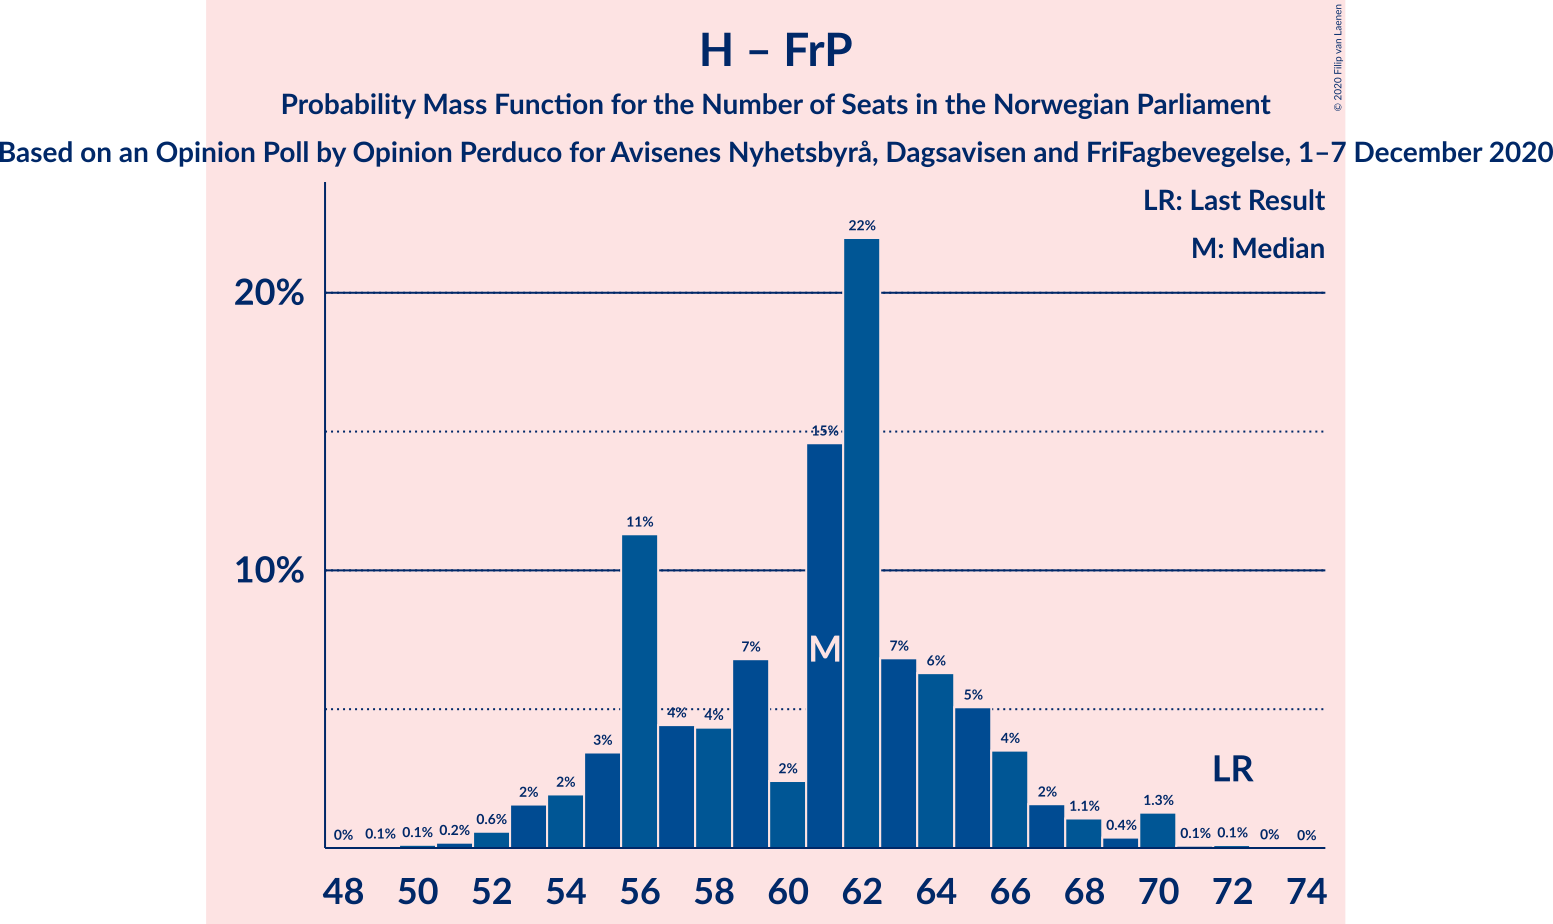 H – FrP
© 2020 Filip van Laenen
Probability Mass Function for the Number of Seats in the Norwegian Parliament
Based on an Opinion Poll by Opinion Perduco for Avisenes Nyhetsbyrå, Dagsavisen and FriFagbevegelse, 1–7 December 2020
LR: Last Result
M: Median
20%
10%
0% 0.1% 0.1% 0.2% 0.6% 2% 2% 3% 11% 4% 4% 7% 2% 15% 22% 7% 6% 5% 4% 2% 1.1% 0.4% 1.3% 0.1% 0.1% 0% 0%
M
LR
48 50 52 54 56 58 60 62 64 66 68 70 72 74